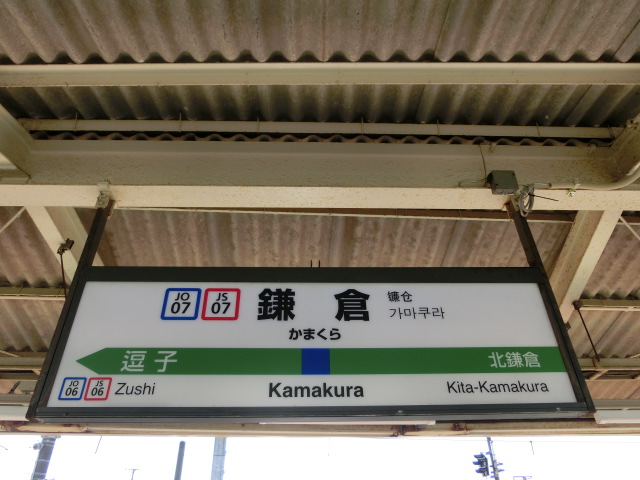 JO 07 JS 07 鎌倉 镰仓
가마쿠라
かまくら
逗子 北鎌倉
JO 06 JS 06 Zushi Kamakura Kita-Kamakura